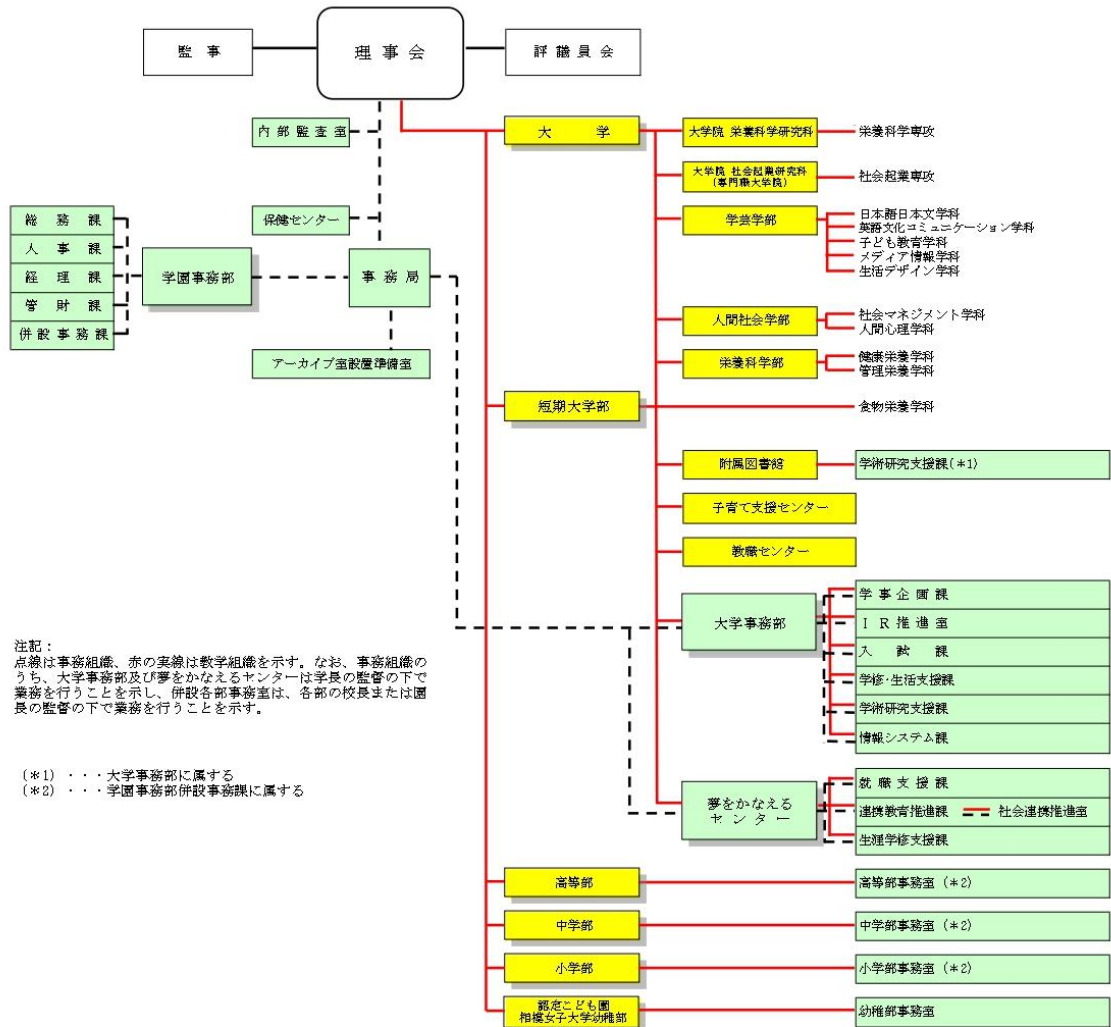 監事
理事会
評議員会
内部監査室
大学
大学院 栄養科学研究科
栄養科学専攻
大学院 社会起業研究科
(専門職大学院)
社会起業専攻
総務課
人事課
経理課
管財課
併設事務課
学園事務部
保健センター
事務局
アーカイブ室設置準備室
学芸学部
日本語日本文学科
英語文化コミュニケーション学科
子ども教育学科
メディア情報学科
生活デザイン学科
人間社会学部
社会マネジメント学科
人間心理学科
栄養科学部
健康栄養学科
管理栄養学科
短期大学部
食物栄養学科
附属図書館
学術研究支援課(*1)
子育て支援センター
教職センター
大学事務部
学事企画課
IR推進室
入試課
学修・生活支援課
学術研究支援課
情報システム課
注記:
点線は事務組織、赤の実線は教学組織を示す。なお、事務組織の
うち、大学事務部及び夢をかなえるセンターは学長の監督の下で
業務を行うことを示し、併設各部事務室は、各部の校長または園
長の監督の下で業務を行うことを示す。
(*1)・・・大学事務部に属する
(*2)・・・学園事務部併設事務課に属する
夢をかなえる
センター
就職支援課
連携教育推進課 社会連携推進室
生涯学修支援課
高等部
高等部事務室(*2)
中学部
中学部事務室(*2)
小学部
小学部事務室(*2)
認定こども園
相模女子大学幼稚部
幼稚部事務室